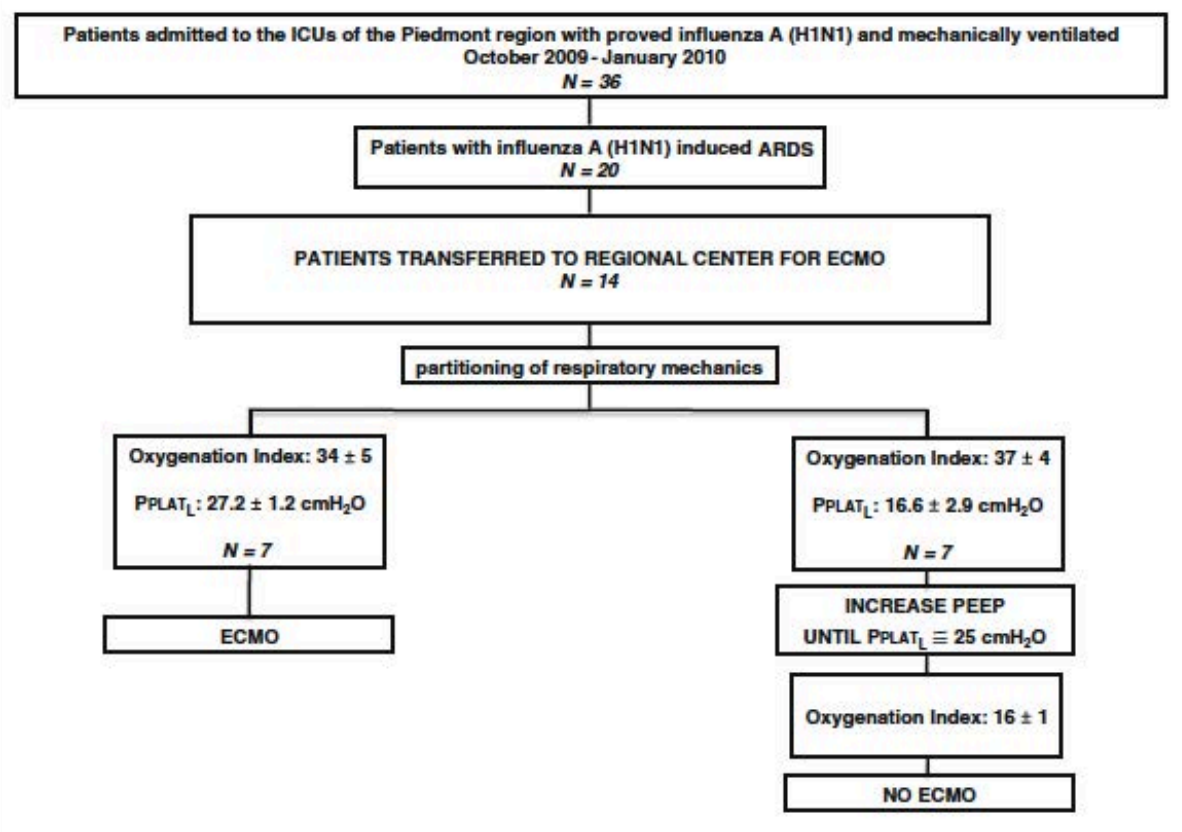 Patients admitted to the ICUs of the Piedmont region with proved influenza A (H1N1) and mechanically ventilated
October 2009 - January 2010
N = 36
Patients with influenza A (H1N1) induced ARDS
N = 20
PATIENTS TRANSFERRED TO REGIONAL CENTER FOR ECMO
N = 14
partitioning of respiratory mechanics
Oxygenation Index: 34 ± 5
PPLATL: 27.2 ± 1.2 cmH2O
N = 7
ECMO
Oxygenation Index: 37 ± 4
PPLATL: 16.6 ± 2.9 cmH2O
N = 7
INCREASE PEEP
UNTIL PPLATL ≡ 25 cmH2O
Oxygenation Index: 16 ± 1
NO ECMO